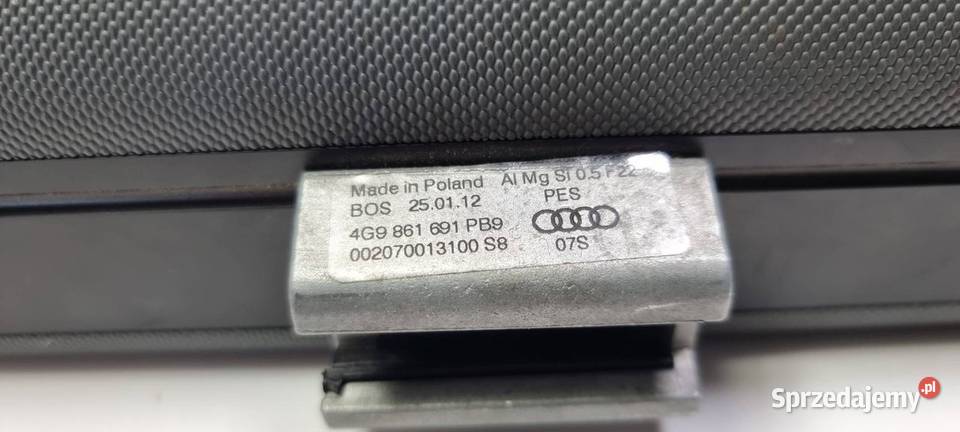 Made in Poland Al Mg Si 0.5 F22
BOS 25.01.12 PES
4G9 861 691 PB9
002070013100 S8 07S
Sprzedajemy.pl